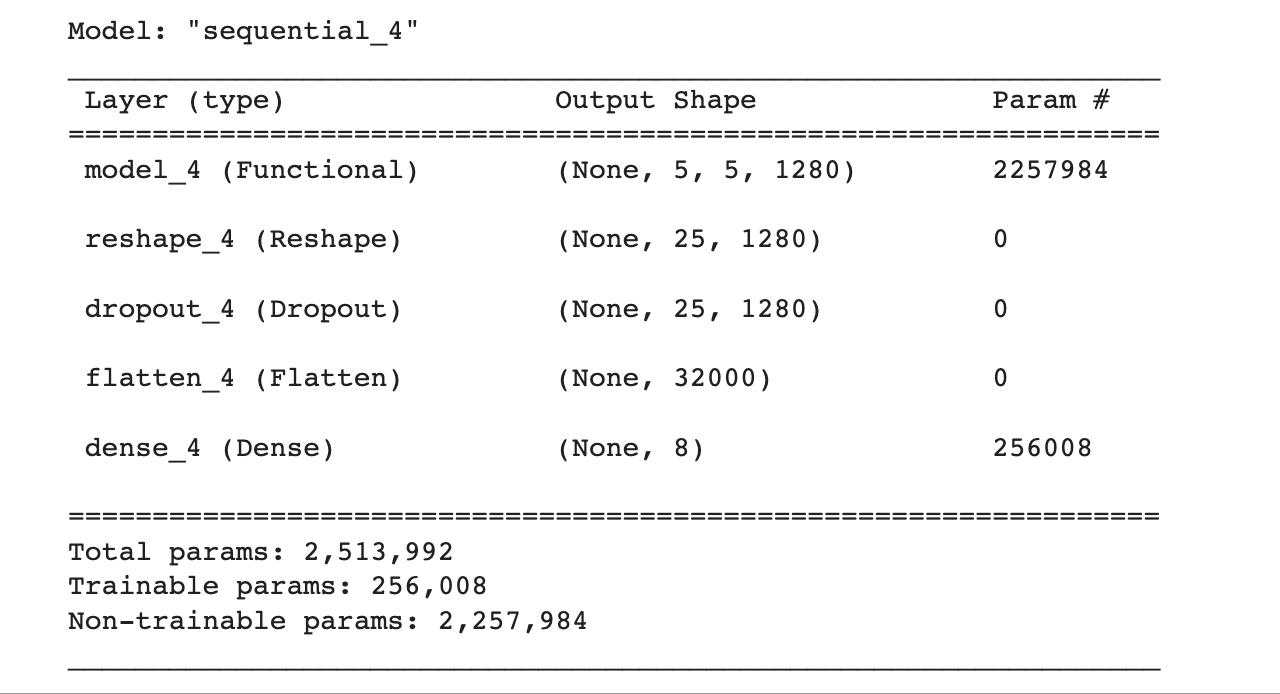 Model: "sequential_4"
Layer (type) Output Shape Param #
=================================================================
model_4 (Functional) (None, 5, 5, 1280) 2257984
reshape_4 (Reshape) (None, 25, 1280) 0
dropout_4 (Dropout) (None, 25, 1280) 0
flatten_4 (Flatten) (None, 32000) 0
dense_4 (Dense) (None, 8) 256008
=================================================================
Total params: 2,513,992
Trainable params: 256,008
Non-trainable params: 2,257,984